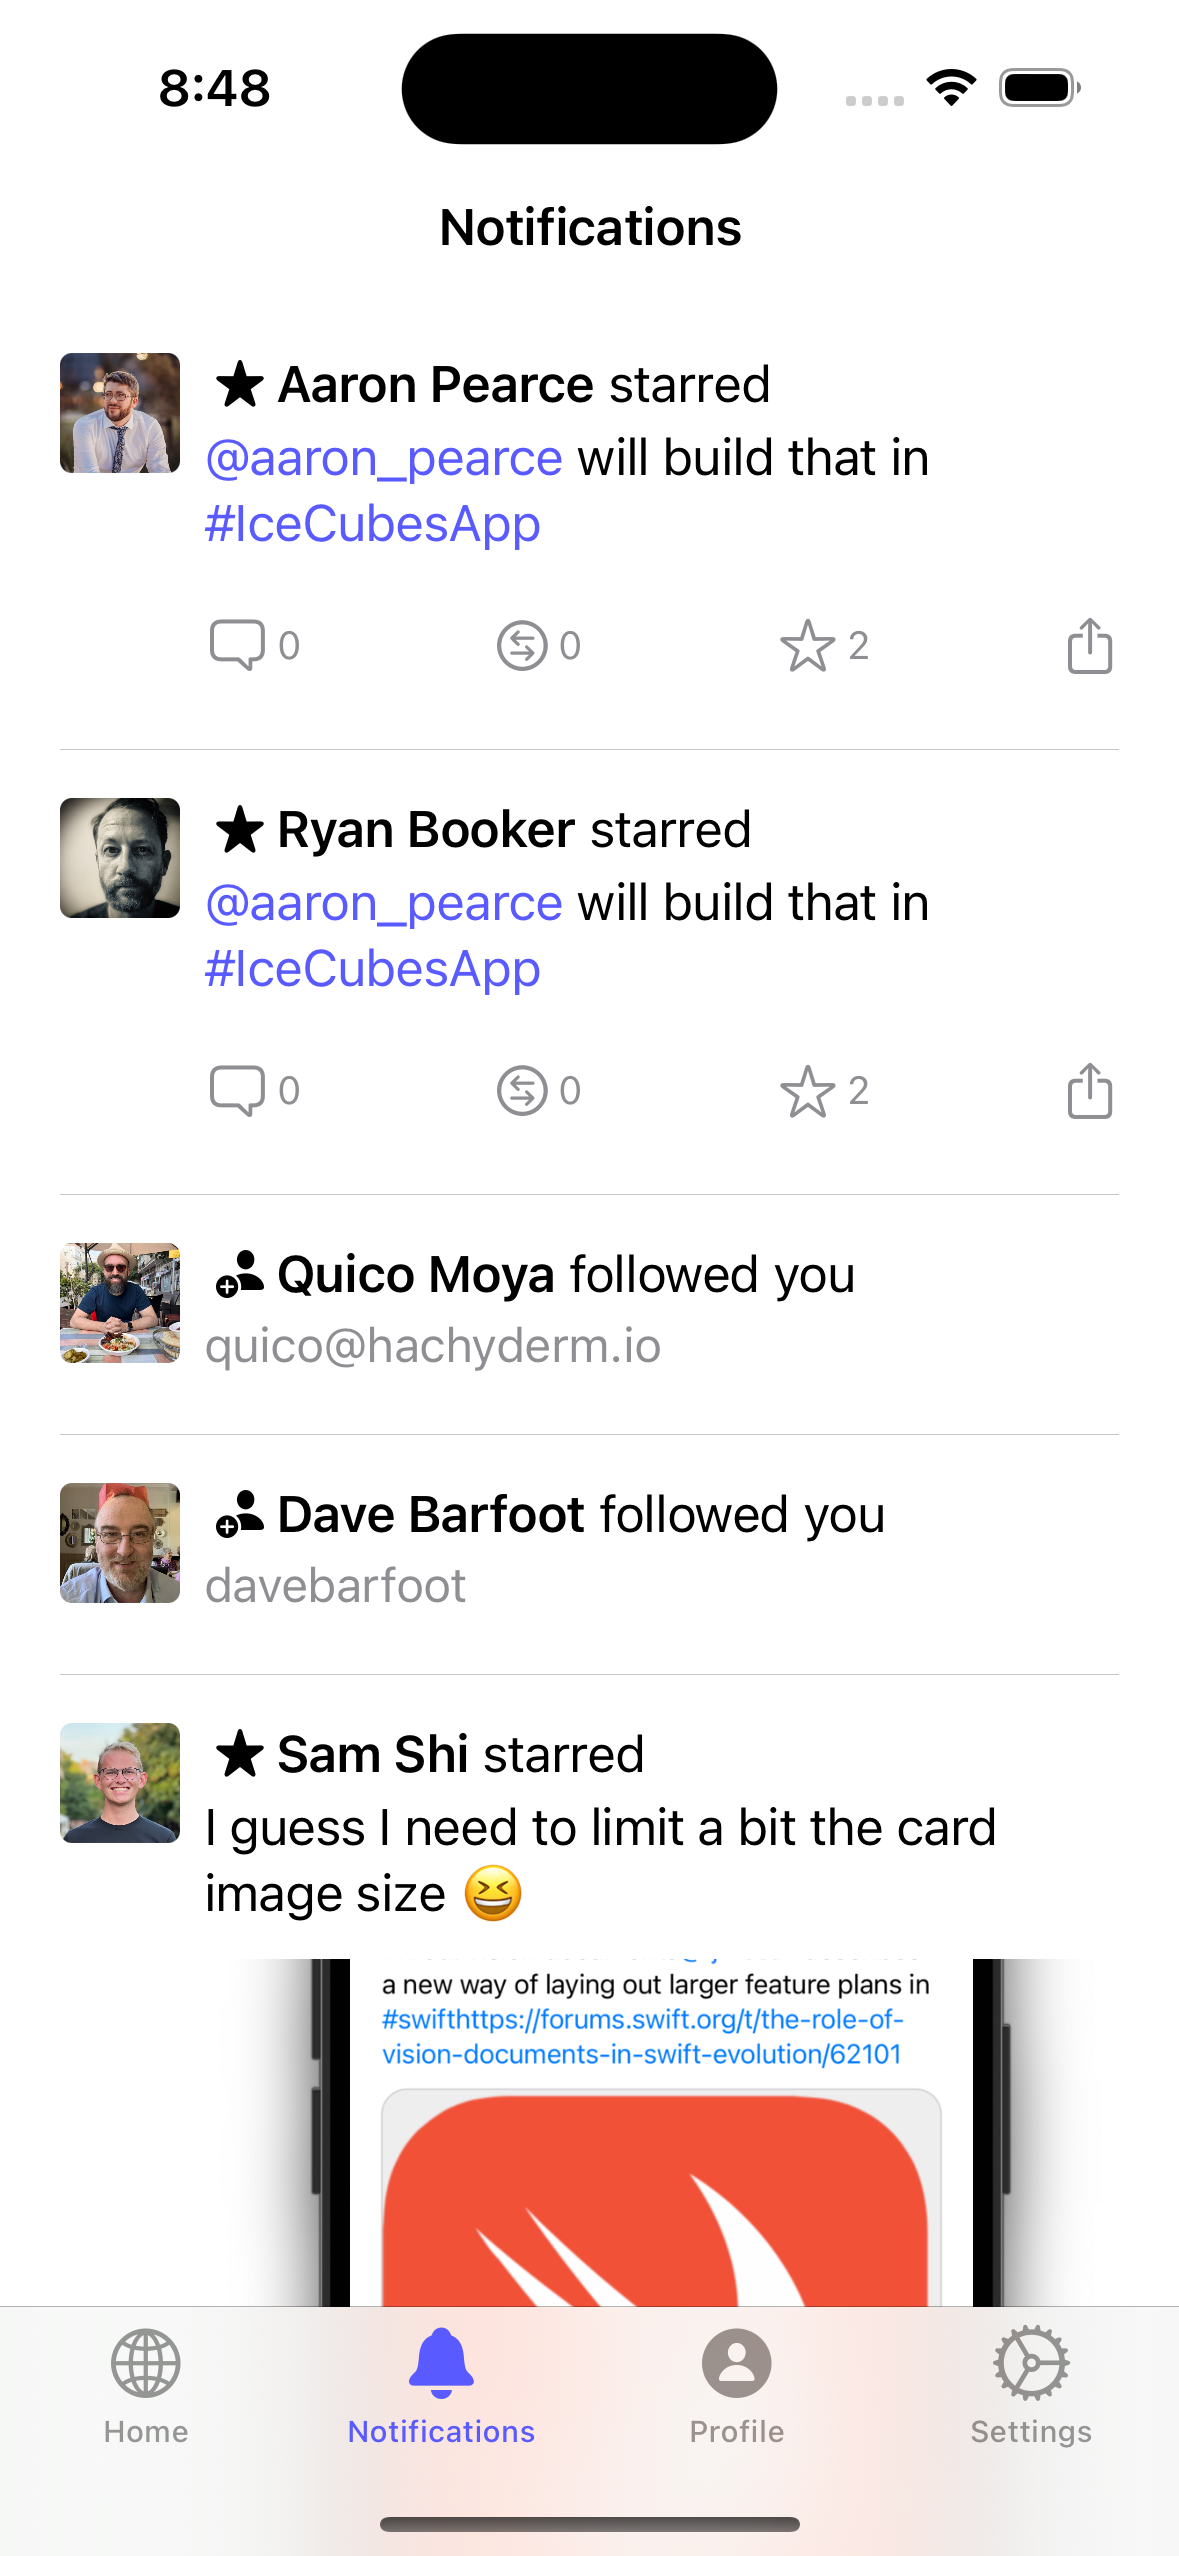 8:48
Notifications
Aaron Pearce starred
@aaron_pearce will build that in
#IceCubesApp
0 0 2
Ryan Booker starred
@aaron_pearce will build that in
#IceCubesApp
0 0 2
Quico Moya followed you
quico@hachyderm.io
Dave Barfoot followed you
davebarfoot
Sam Shi starred
I guess I need to limit a bit the card
image size 😆
a new way of laying out larger feature plans in
#swifthttps://forums.swift.org/t/the-role-of-
vision-documents-in-swift-evolution/62101
Home Notifications Profile Settings